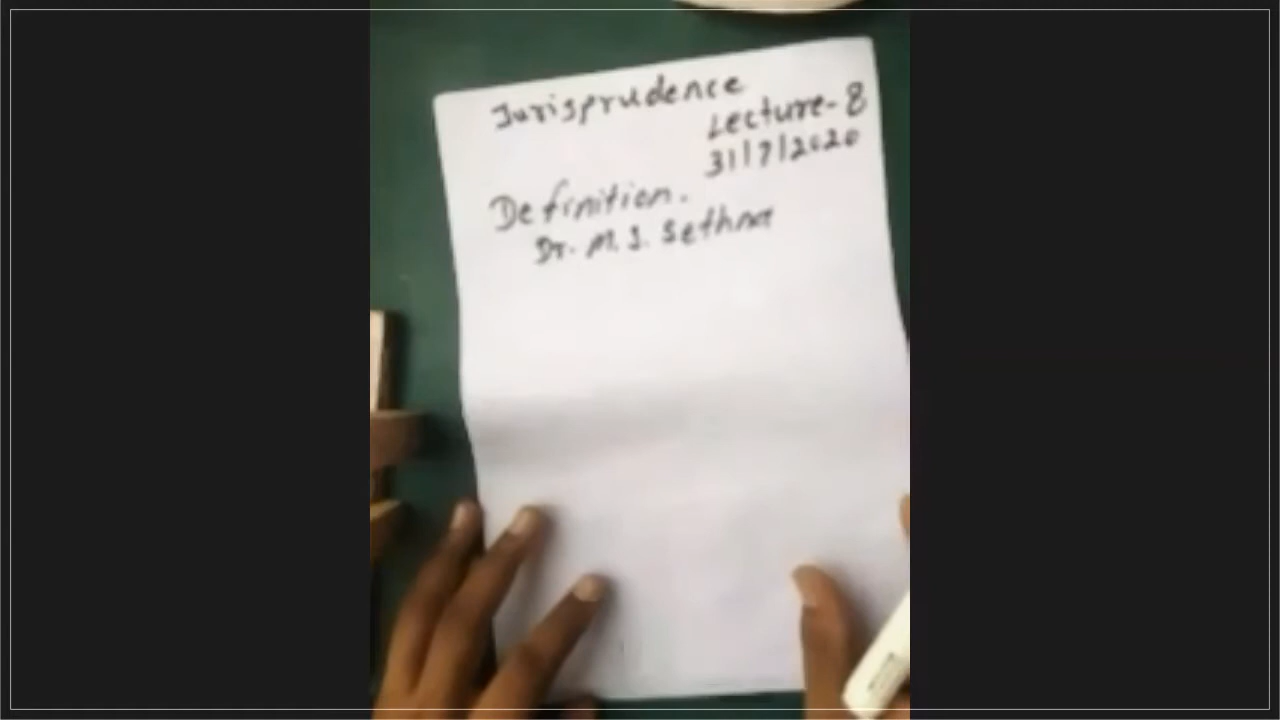 Jurisprudence
Lecture-8
31/7/2020
Definition.
Dr. M. J. Sethna